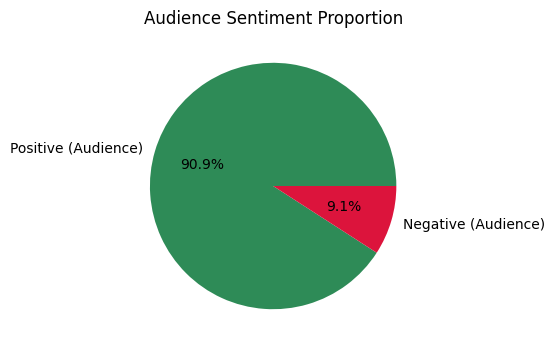 Audience Sentiment Proportion
Positive (Audience)
90.9%
9.1%
Negative (Audience)